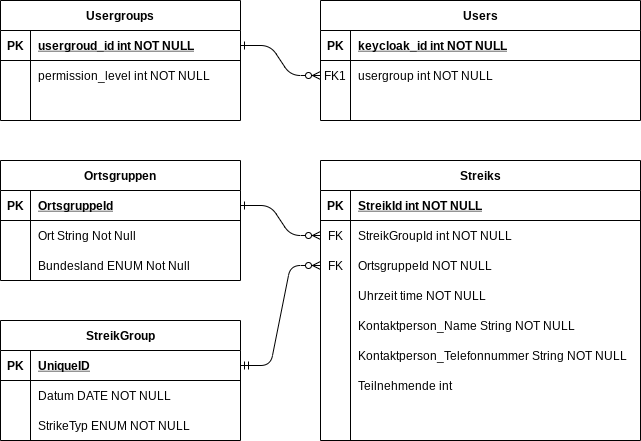 Usergroups
PK usergroud_id int NOT NULL
permission_level int NOT NULL
Users
PK keycloak_id int NOT NULL
FK1 usergroup int NOT NULL
Ortsgruppen
PK OrtsgruppeId
Ort String Not Null
Bundesland ENUM Not Null
Streiks
PK StreikId int NOT NULL
FK StreikGroupId int NOT NULL
FK OrtsgruppeId NOT NULL
Uhrzeit time NOT NULL
Kontaktperson_Name String NOT NULL
Kontaktperson_Telefonnummer String NOT NULL
Teilnehmende int
StreikGroup
PK UniqueID
Datum DATE NOT NULL
StrikeTyp ENUM NOT NULL